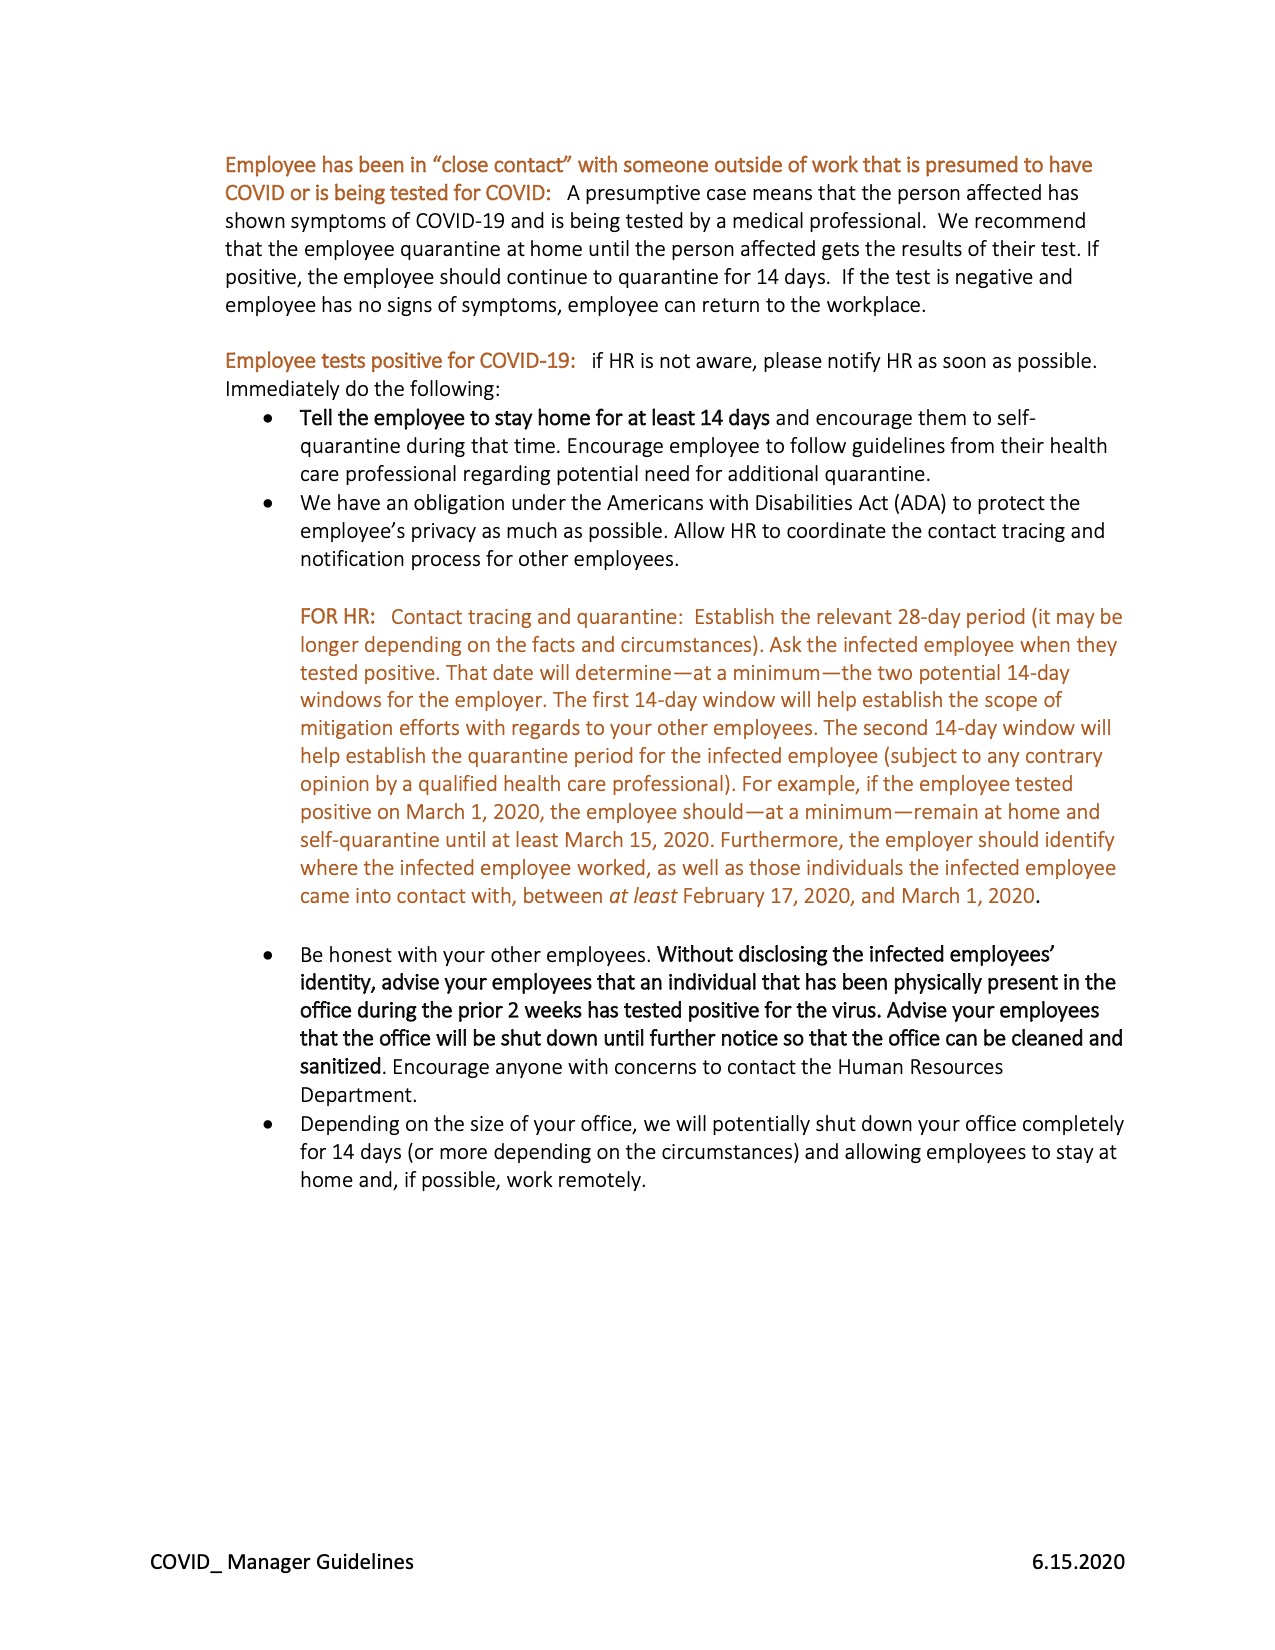 Employee has been in “close contact” with someone outside of work that is presumed to have
COVID or is being tested for COVID:   A presumptive case means that the person affected has
shown symptoms of COVID-19 and is being tested by a medical professional.  We recommend
that the employee quarantine at home until the person affected gets the results of their test. If
positive, the employee should continue to quarantine for 14 days.  If the test is negative and
employee has no signs of symptoms, employee can return to the workplace.
Employee tests positive for COVID-19:   if HR is not aware, please notify HR as soon as possible.
Immediately do the following:
• Tell the employee to stay home for at least 14 days and encourage them to self-
quarantine during that time. Encourage employee to follow guidelines from their health
care professional regarding potential need for additional quarantine.
• We have an obligation under the Americans with Disabilities Act (ADA) to protect the
employee’s privacy as much as possible. Allow HR to coordinate the contact tracing and
notification process for other employees.
FOR HR:   Contact tracing and quarantine:  Establish the relevant 28-day period (it may be
longer depending on the facts and circumstances). Ask the infected employee when they
tested positive. That date will determine—at a minimum—the two potential 14-day
windows for the employer. The first 14-day window will help establish the scope of
mitigation efforts with regards to your other employees. The second 14-day window will
help establish the quarantine period for the infected employee (subject to any contrary
opinion by a qualified health care professional). For example, if the employee tested
positive on March 1, 2020, the employee should—at a minimum—remain at home and
self-quarantine until at least March 15, 2020. Furthermore, the employer should identify
where the infected employee worked, as well as those individuals the infected employee
came into contact with, between at least February 17, 2020, and March 1, 2020.
• Be honest with your other employees. Without disclosing the infected employees’
identity, advise your employees that an individual that has been physically present in the
office during the prior 2 weeks has tested positive for the virus. Advise your employees
that the office will be shut down until further notice so that the office can be cleaned and
sanitized. Encourage anyone with concerns to contact the Human Resources
Department.
• Depending on the size of your office, we will potentially shut down your office completely
for 14 days (or more depending on the circumstances) and allowing employees to stay at
home and, if possible, work remotely.
COVID_ Manager Guidelines 6.15.2020